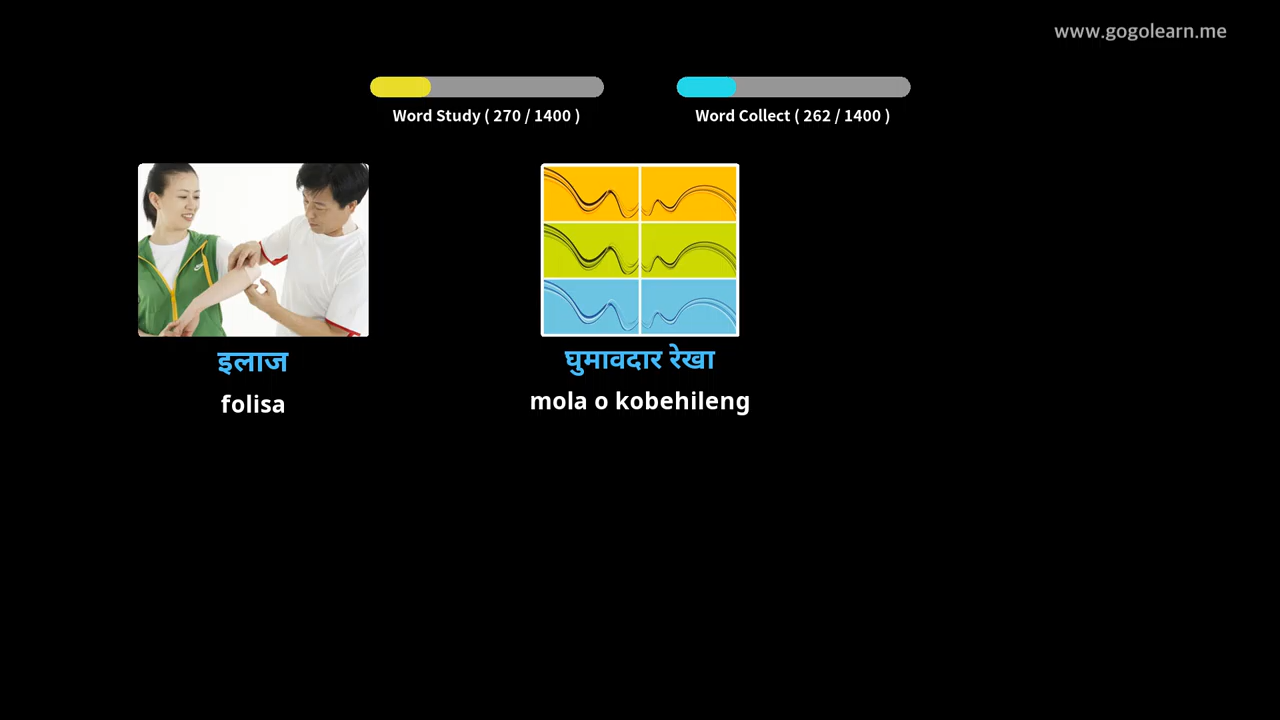 www.gogolearn.me
Word Study ( 270 / 1400 )
Word Collect ( 262 / 1400 )
इलाज
folisa
घुमावदार रेखा
mola o kobehileng